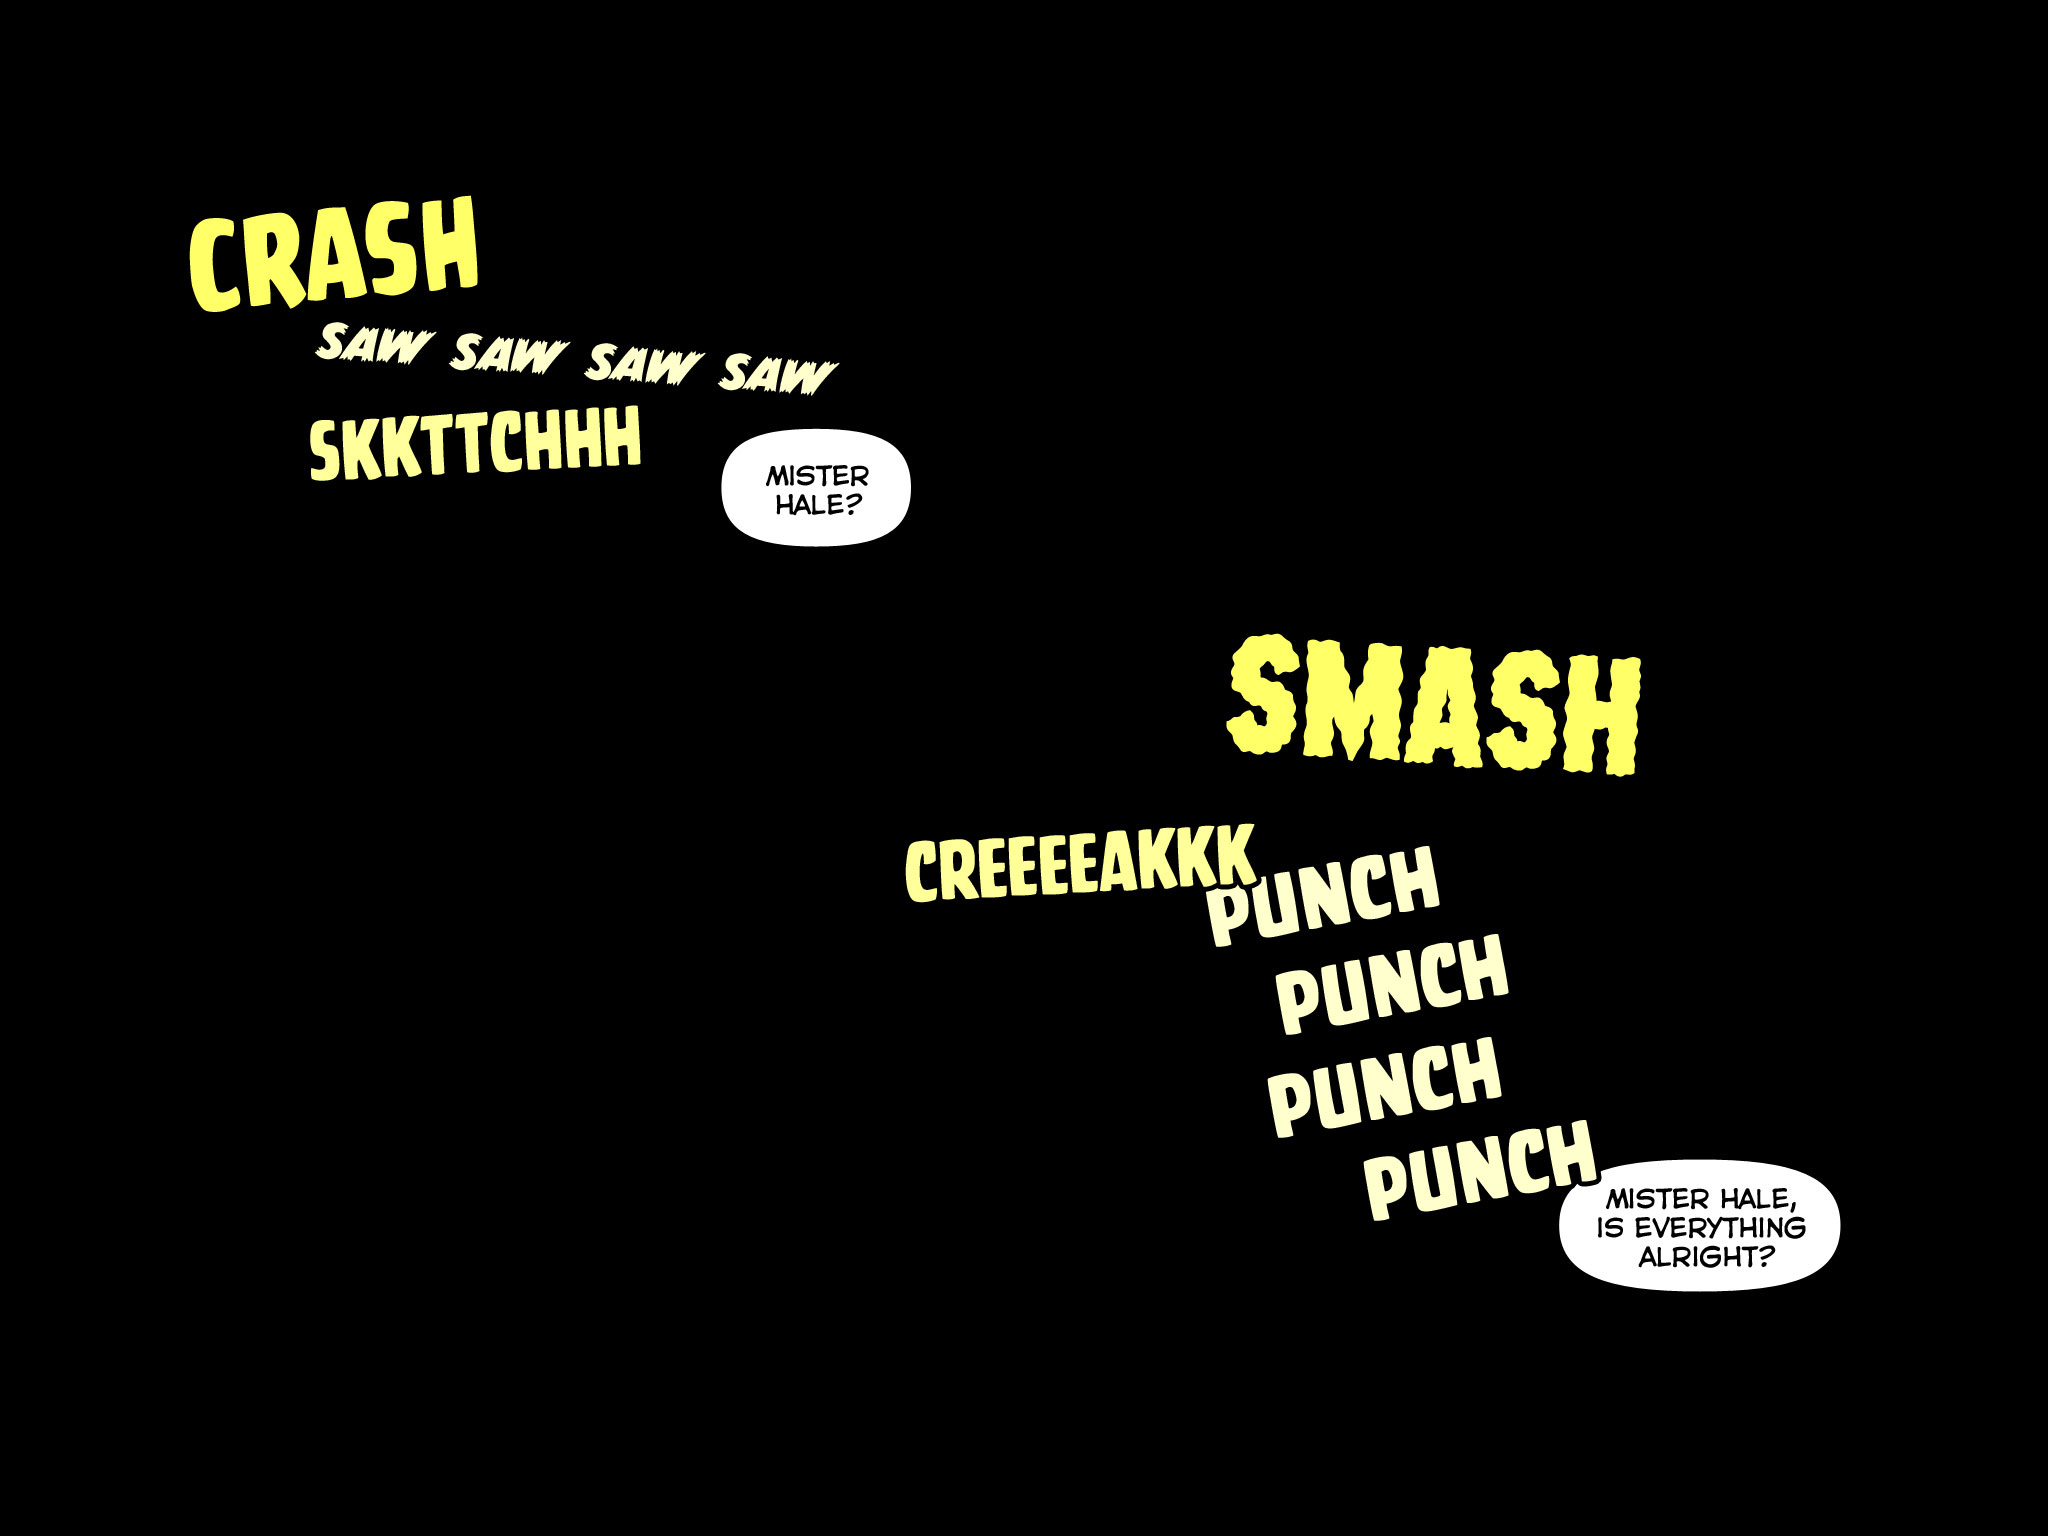 CRASH
SAW SAW SAW SAW
SKKTTCHHH
MISTER
HALE?
SMASH
CREEEEAKKK
PUNCH
PUNCH
PUNCH
PUNCH
MISTER HALE,
IS EVERYTHING
ALRIGHT?